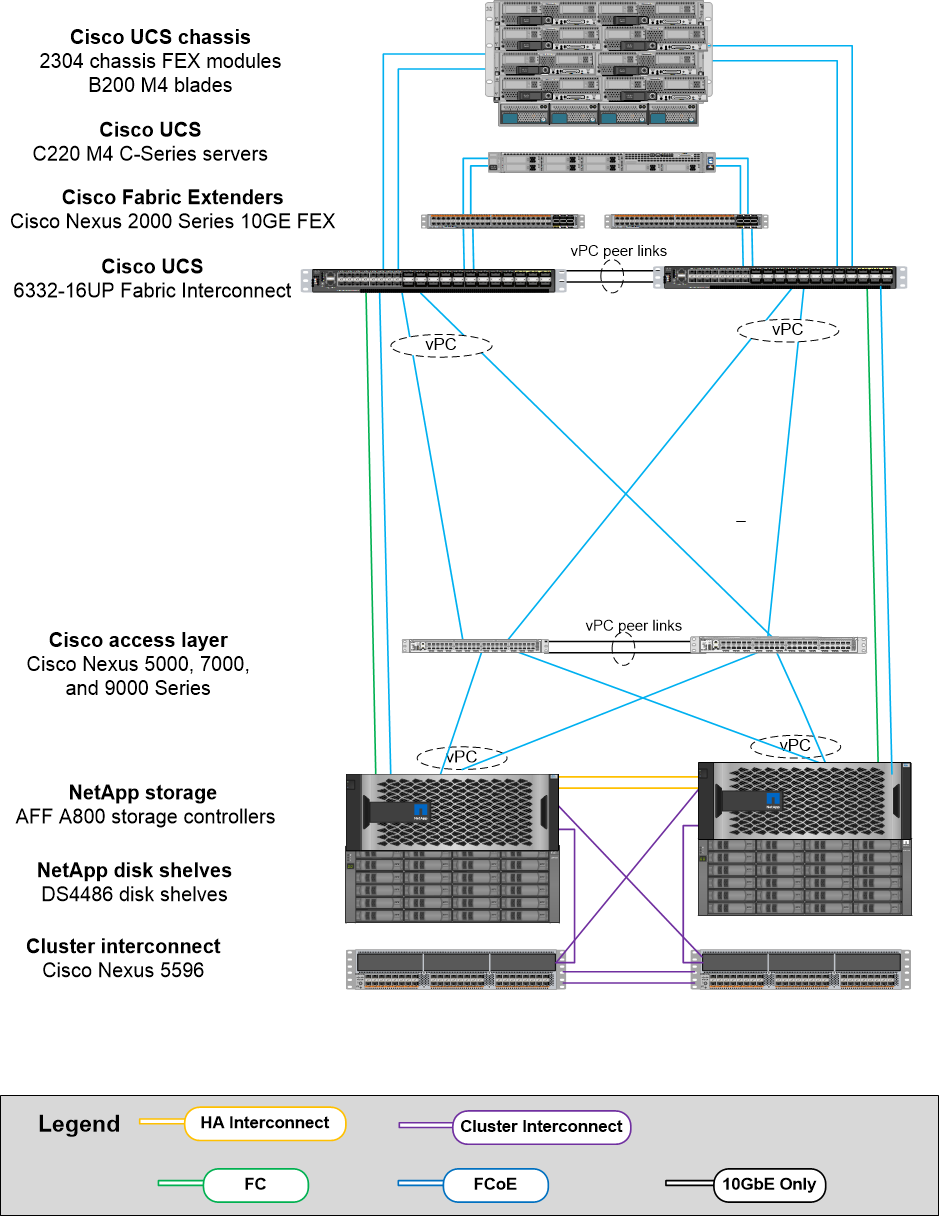 Cisco UCS chassis
2304 chassis FEX modules
B200 M4 blades
Cisco UCS
C220 M4 C-Series servers
Cisco Fabric Extenders
Cisco Nexus 2000 Series 10GE FEX
vPC peer links
Cisco UCS
6332-16UP Fabric Interconnect
vPC
vPC
–
vPC peer links
Cisco access layer
Cisco Nexus 5000, 7000,
and 9000 Series
vPC
vPC
NetApp storage
AFF A800 storage controllers
NetApp
NetApp
NetApp disk shelves
DS4486 disk shelves
Cluster interconnect
Cisco Nexus 5596
Legend
HA Interconnect
Cluster Interconnect
FC
FCoE
10GbE Only